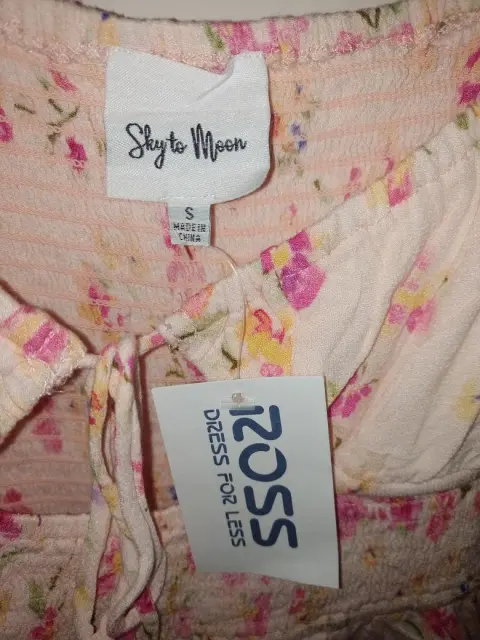 Sky to Moon
S
MADE IN
CHINA
ROSS
DRESS FOR LESS